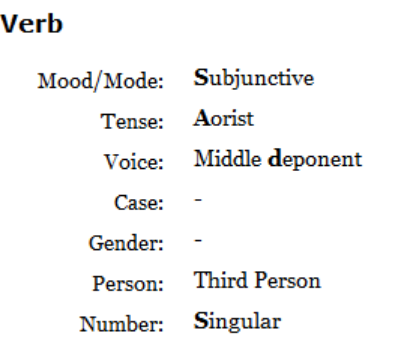 Verb
Mood/Mode: Subjunctive
Tense: Aorist
Voice: Middle deponent
Case: -
Gender: -
Person: Third Person
Number: Singular